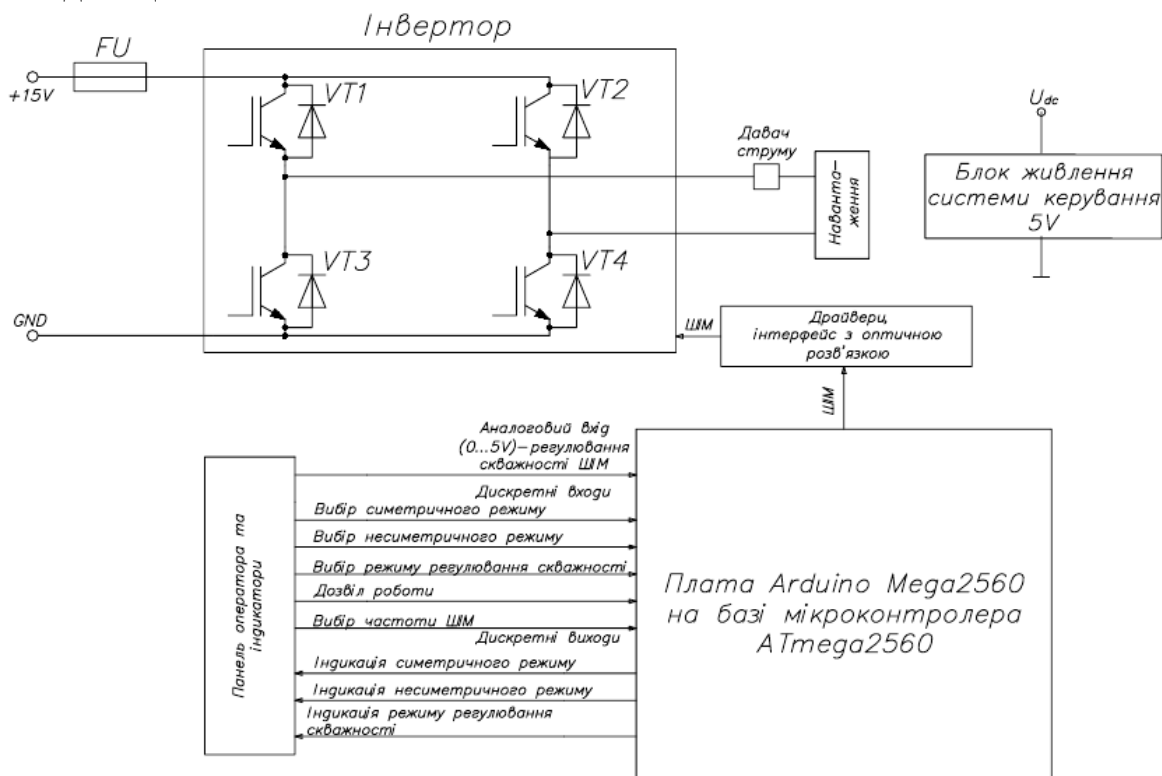 Інвертор
FU
+15V
VT1
VT2
Давач
струму
Наванта-
ження
Udc
Блок живлення
системи керування
5V
VT3
VT4
GND
ШІМ
Драйвери,
інтерфейс з оптичною
розв'язкою
ШІМ
Аналоговий вхід
(0...5V)-регулювання
скважності ШІМ
Дискретні входи
Вибір симетричного режиму
Вибір несиметричного режиму
Вибір режиму регулювання скважності
Дозвіл роботи
Вибір частоти ШІМ
Дискретні виходи
Індикація симетричного режиму
Індикація несиметричного режиму
Індикація режиму регулювання
скважності
Панель оператора та
індикатори
Плата Arduino Mega2560
на базі мікроконтролера
ATmega2560